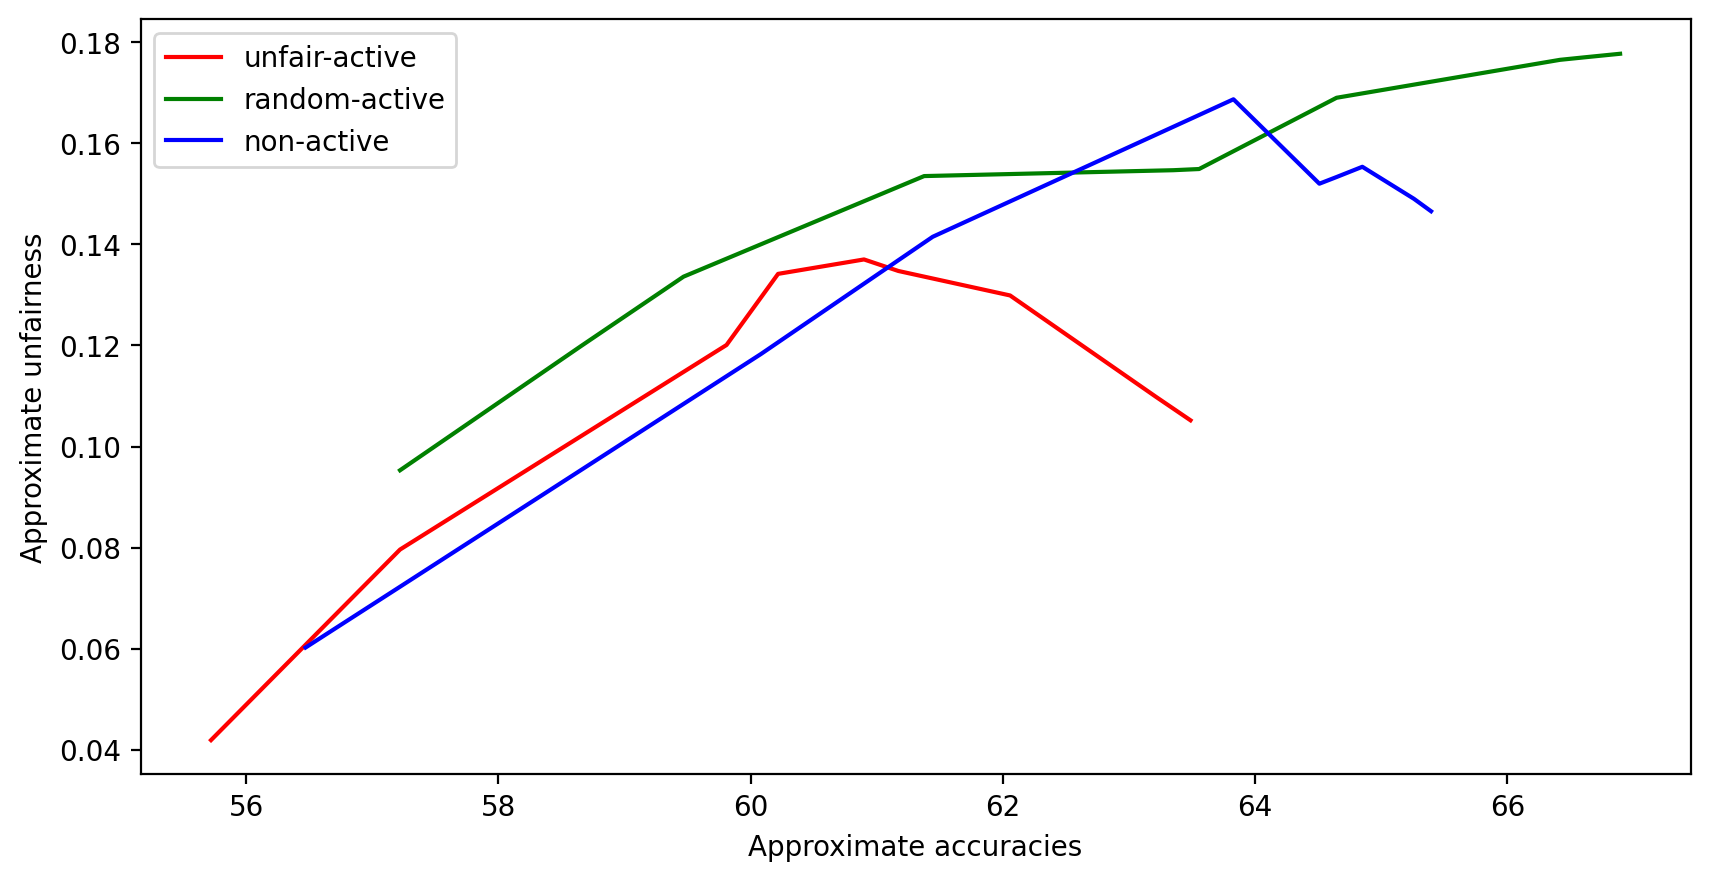 unfair-active
random-active
non-active
0.18
0.16
0.14
0.12
0.10
0.08
0.06
0.04
Approximate unfairness
56 58 60 62 64 66
Approximate accuracies